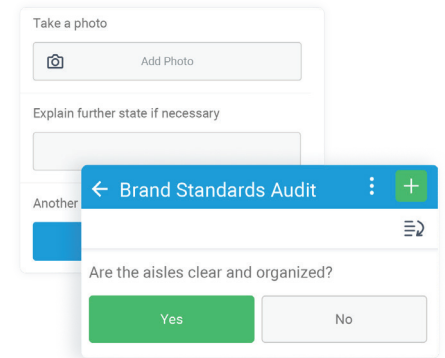 Take a photo
Add Photo
Explain further state if necessary
Another
Brand Standards Audit
Are the aisles clear and organized?
Yes
No